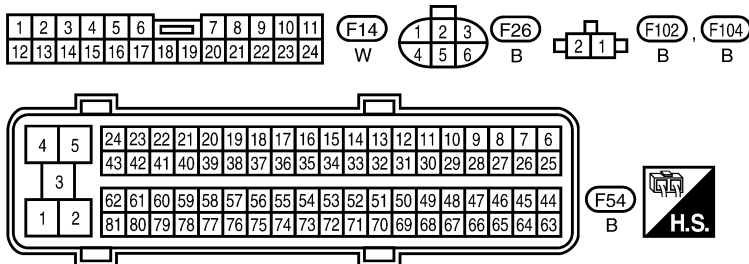 1 2 3 4 5 6 7 8 9 10 11
12 13 14 15 16 17 18 19 20 21 22 23 24
F14
W
1 2 3
4 5 6
F26
B
2 1
F102 , F104
B B
4 5
3
1 2
24 23 22 21 20 19 18 17 16 15 14 13 12 11 10 9 8 7 6
43 42 41 40 39 38 37 36 35 34 33 32 31 30 29 28 27 26 25
62 61 60 59 58 57 56 55 54 53 52 51 50 49 48 47 46 45 44
81 80 79 78 77 76 75 74 73 72 71 70 69 68 67 66 65 64 63
F54
B
H.S.